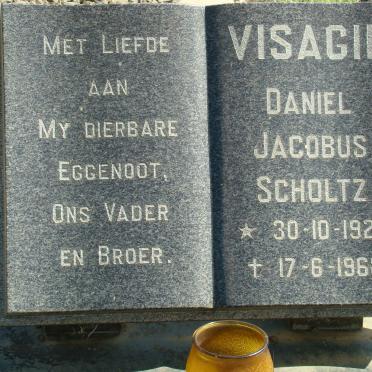 Met Liefde
aan
My dierbare
Eggenoot,
Ons Vader
en Broer.
VISAGI
Daniel
Jacobus
Scholtz
* 30-10-192
✝ 17-6-196